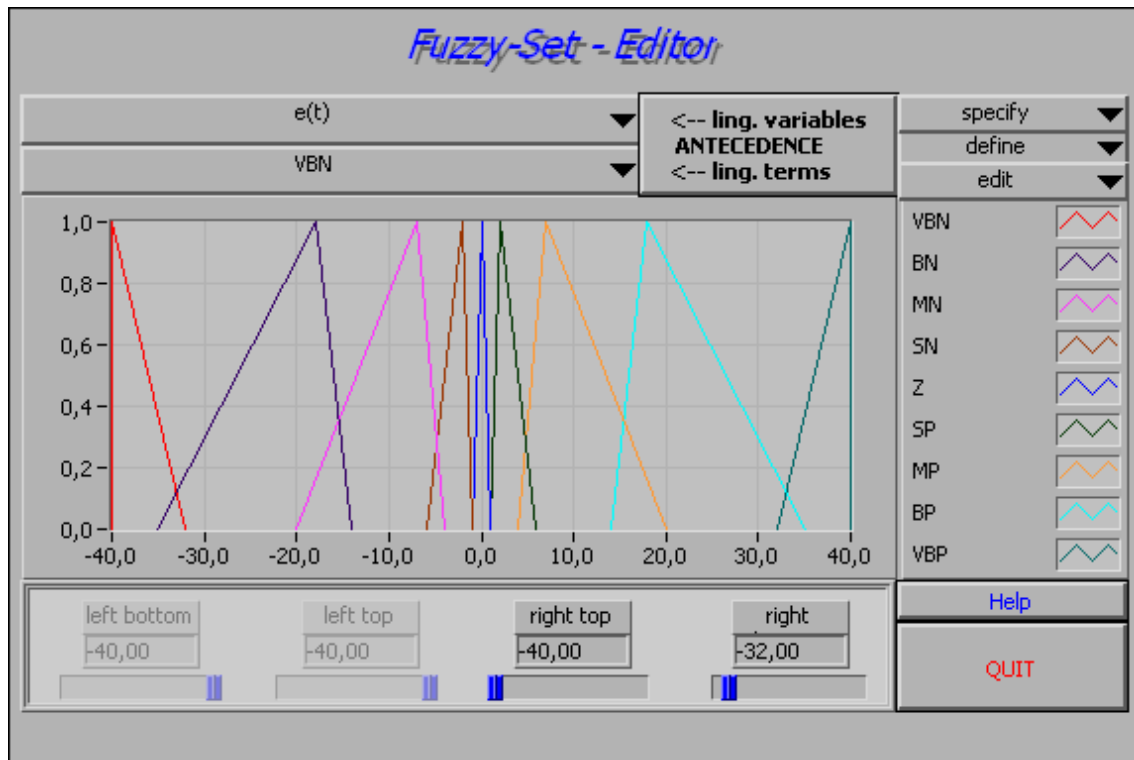 Fuzzy-Set - Editor
e(t)
VBN
<-- ling. variables
ANTECEDENCE
<-- ling. terms
specify
define
edit
1,0
0,8
0,6
0,4
0,2
0,0
-40,0 -30,0 -20,0 -10,0 0,0 10,0 20,0 30,0 40,0
VBN
BN
MN
SN
Z
SP
MP
BP
VBP
left bottom left top right top right
-40,00 -40,00 -40,00 -32,00
Help
QUIT